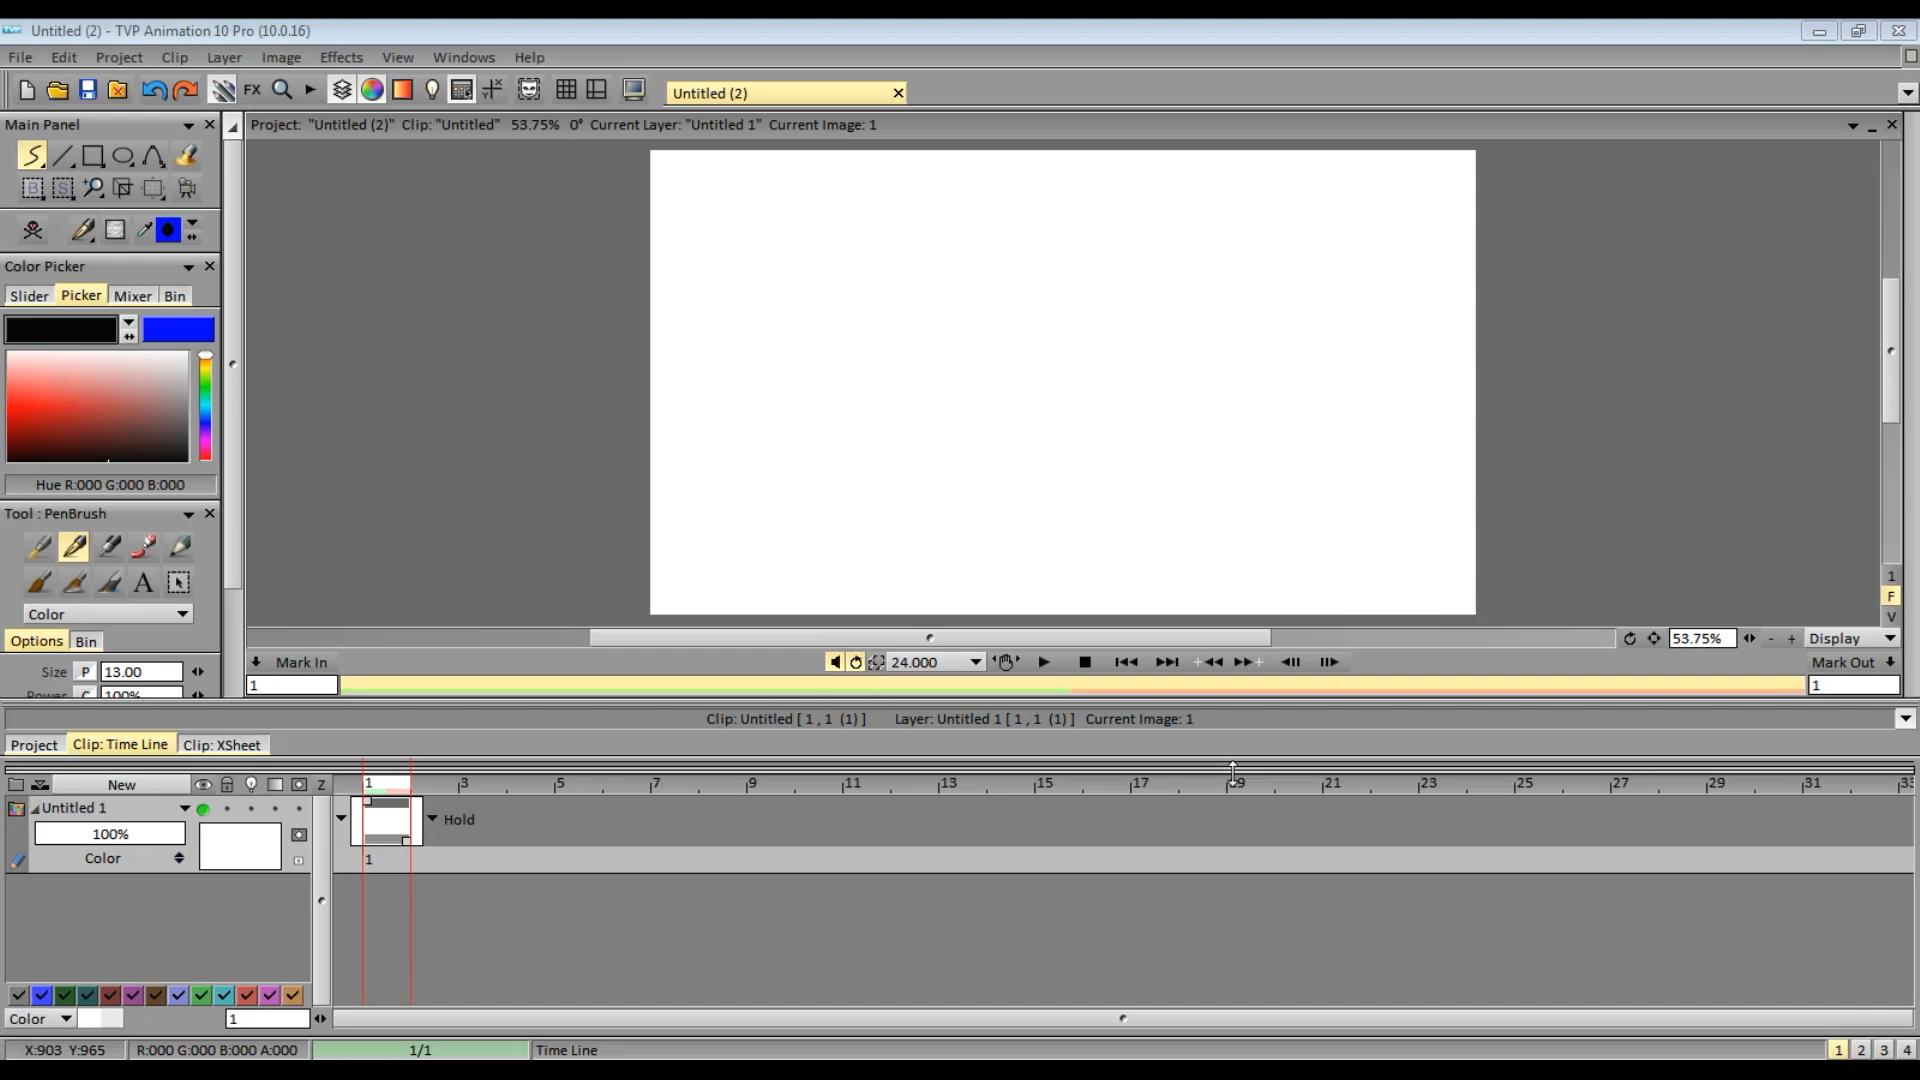 Untitled (2) - TVP Animation 10 Pro (10.0.16)
File Edit Project Clip Layer Image Effects View Windows Help
FX
Untitled (2)
Main Panel
Project: "Untitled (2)" Clip: "Untitled" 53.75% 0° Current Layer: "Untitled 1" Current Image: 1
B S
Color Picker
Slider Picker Mixer Bin
Hue R:000 G:000 B:000
Tool : PenBrush
A
Color
Options Bin
Size P 13.00
Power C 100%
1
F
V
53.75% - + Display
Mark In 24.000 Mark Out
1 1
Clip: Untitled [ 1 , 1 (1) ] Layer: Untitled 1 [ 1 , 1 (1) ] Current Image: 1
Project Clip: Time Line Clip: XSheet
New Z 1 3 5 7 9 11 13 15 17 19 21 23 25 27 29 31 33
Untitled 1
Hold
100%
Color 1
Color 1
X:903 Y:965 R:000 G:000 B:000 A:000 1/1 Time Line 1 2 3 4